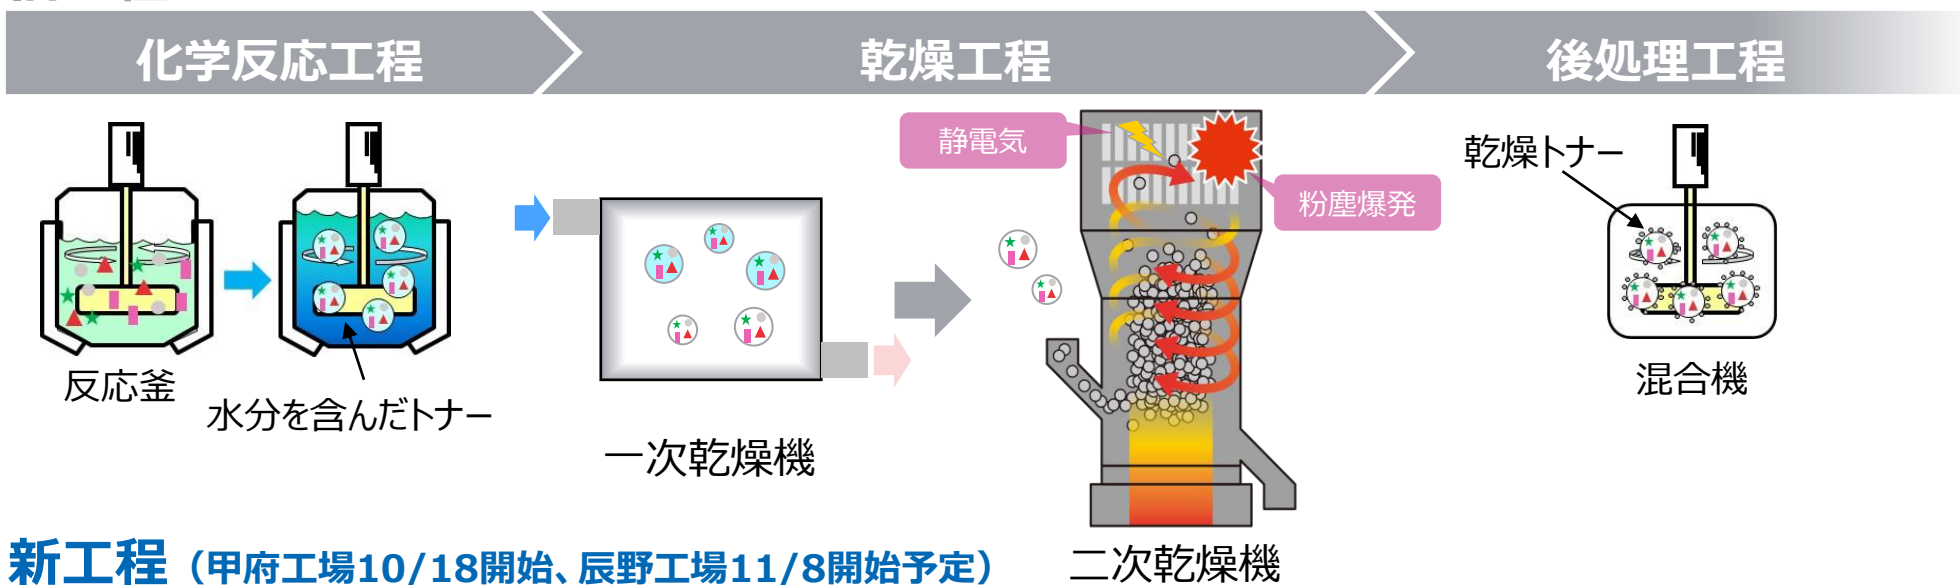 化学反応工程
乾燥工程
後処理工程
静電気
粉塵爆発
乾燥トナー
反応釜
水分を含んだトナー
一次乾燥機
二次乾燥機
混合機
新工程（甲府工場10/18開始、辰野工場11/8開始予定）